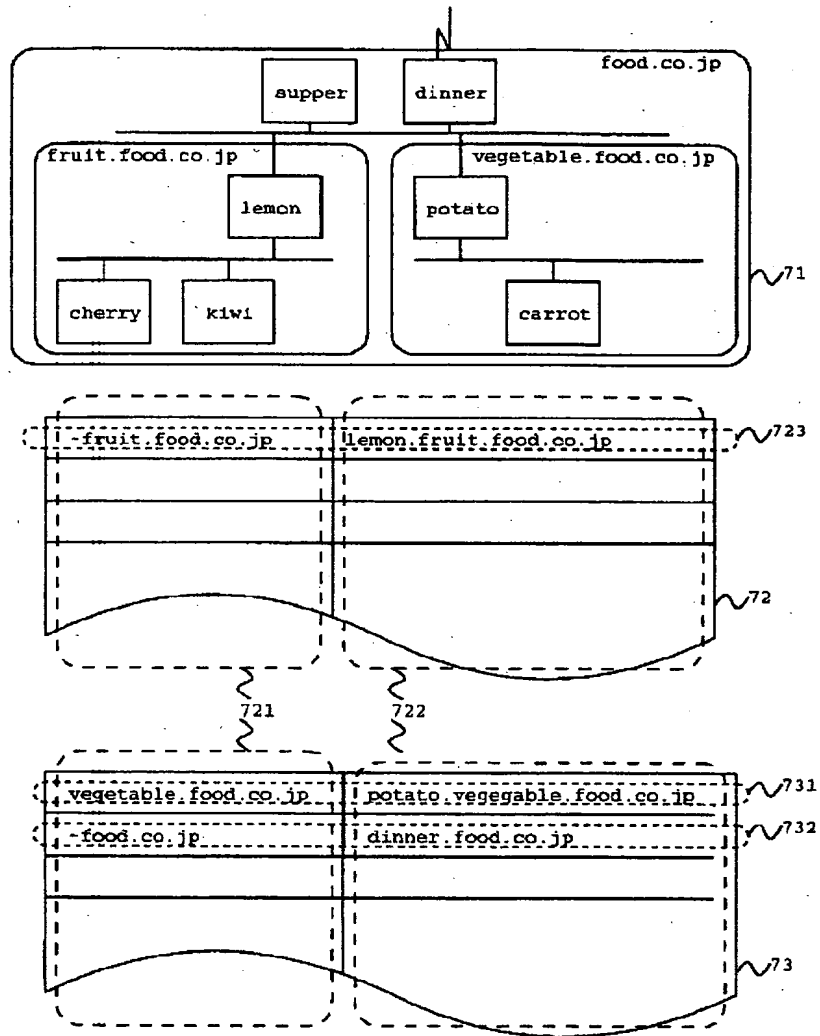 food.co.jp
supper
dinner
fruit.food.co.jp
vegetable.food.co.jp
lemon
potato
71
cherry
kiwi
carrot
~fruit.food.co.jp
lemon.fruit.food.co.jp
723
72
721
722
vegetable.food.co.jp
potato.vegegable.food.co.jp
731
~food.co.jp
dinner.food.co.jp
732
73